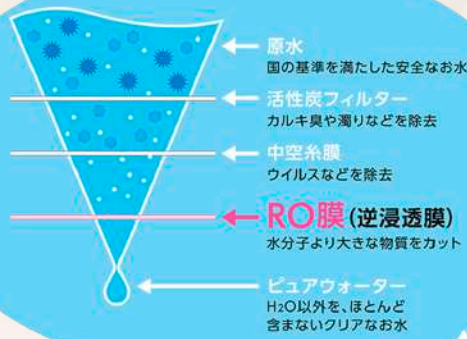 原水
国の基準を満たした安全なお水
活性炭フィルター
カルキ臭や濁りなどを除去
中空糸膜
ウイルスなどを除去
RO膜(逆浸透膜)
水分子より大きな物質をカット
ピュアウォーター
H₂O以外を、ほとんど
含まないクリアなお水